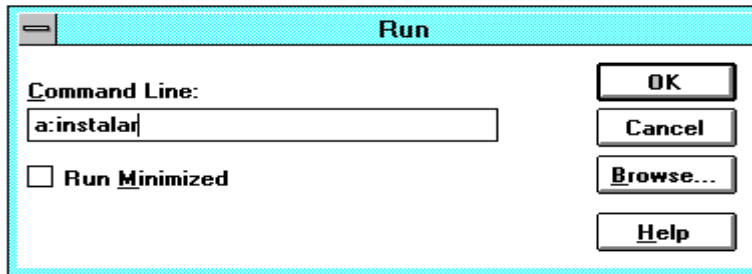 Run
Command Line:
a:instalar
Run Minimized
OK
Cancel
Browse...
Help